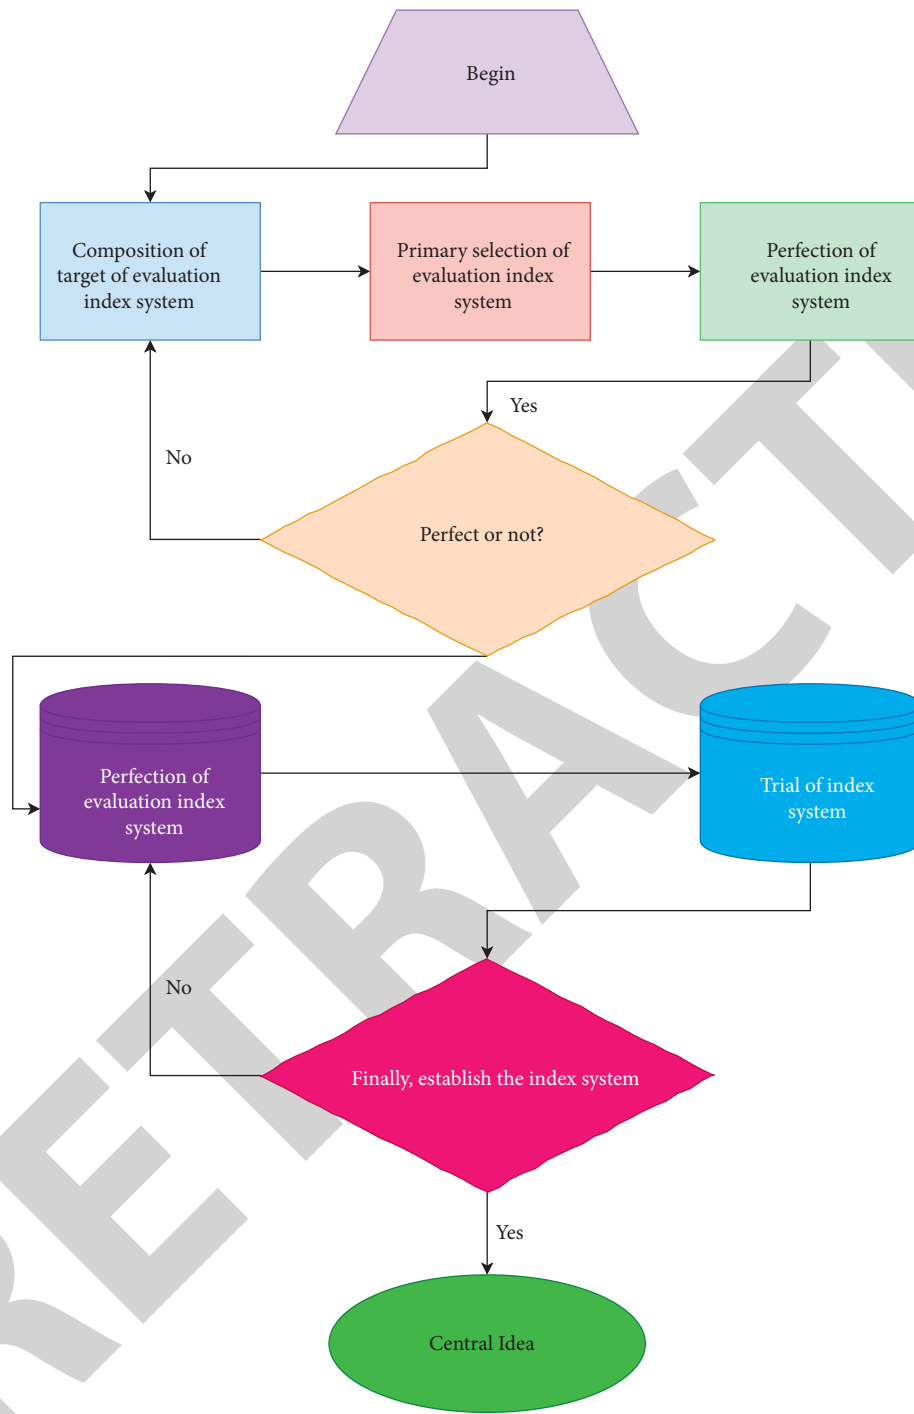 Begin
Composition of
target of evaluation
index system
Primary selection of
evaluation index
system
Perfection of
evaluation index
system
Yes
No
Perfect or not?
Perfection of
evaluation index
system
Trial of index
system
No
Finally, establish the index system
Yes
Central Idea
RETRACT